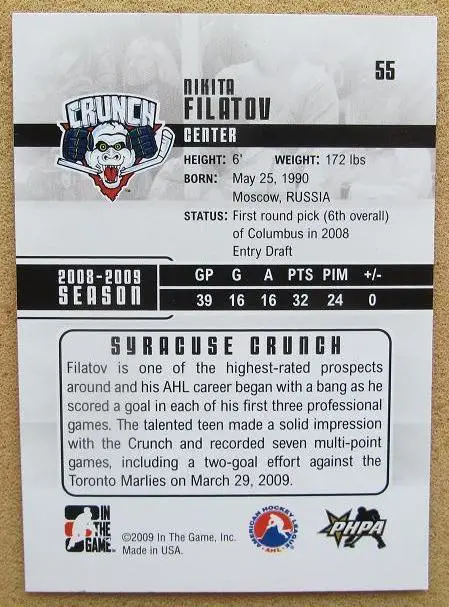 55
NIKITA
FILATOV
CRUNCH
CENTER
HEIGHT: 6' WEIGHT: 172 lbs
BORN: May 25, 1990
Moscow, RUSSIA
STATUS: First round pick (6th overall)
of Columbus in 2008
Entry Draft
2008-2009
SEASON
GP G A PTS PIM +/-
39 16 16 32 24 0
SYRACUSE CRUNCH
Filatov is one of the highest-rated prospects
around and his AHL career began with a bang as he
scored a goal in each of his first three professional
games. The talented teen made a solid impression
with the Crunch and recorded seven multi-point
games, including a two-goal effort against the
Toronto Marlies on March 29, 2009.
IN
THE
GAME
©2009 In The Game, Inc.
Made in USA.
AMERICAN HOCKEY LEAGUE
AHL
PHPA